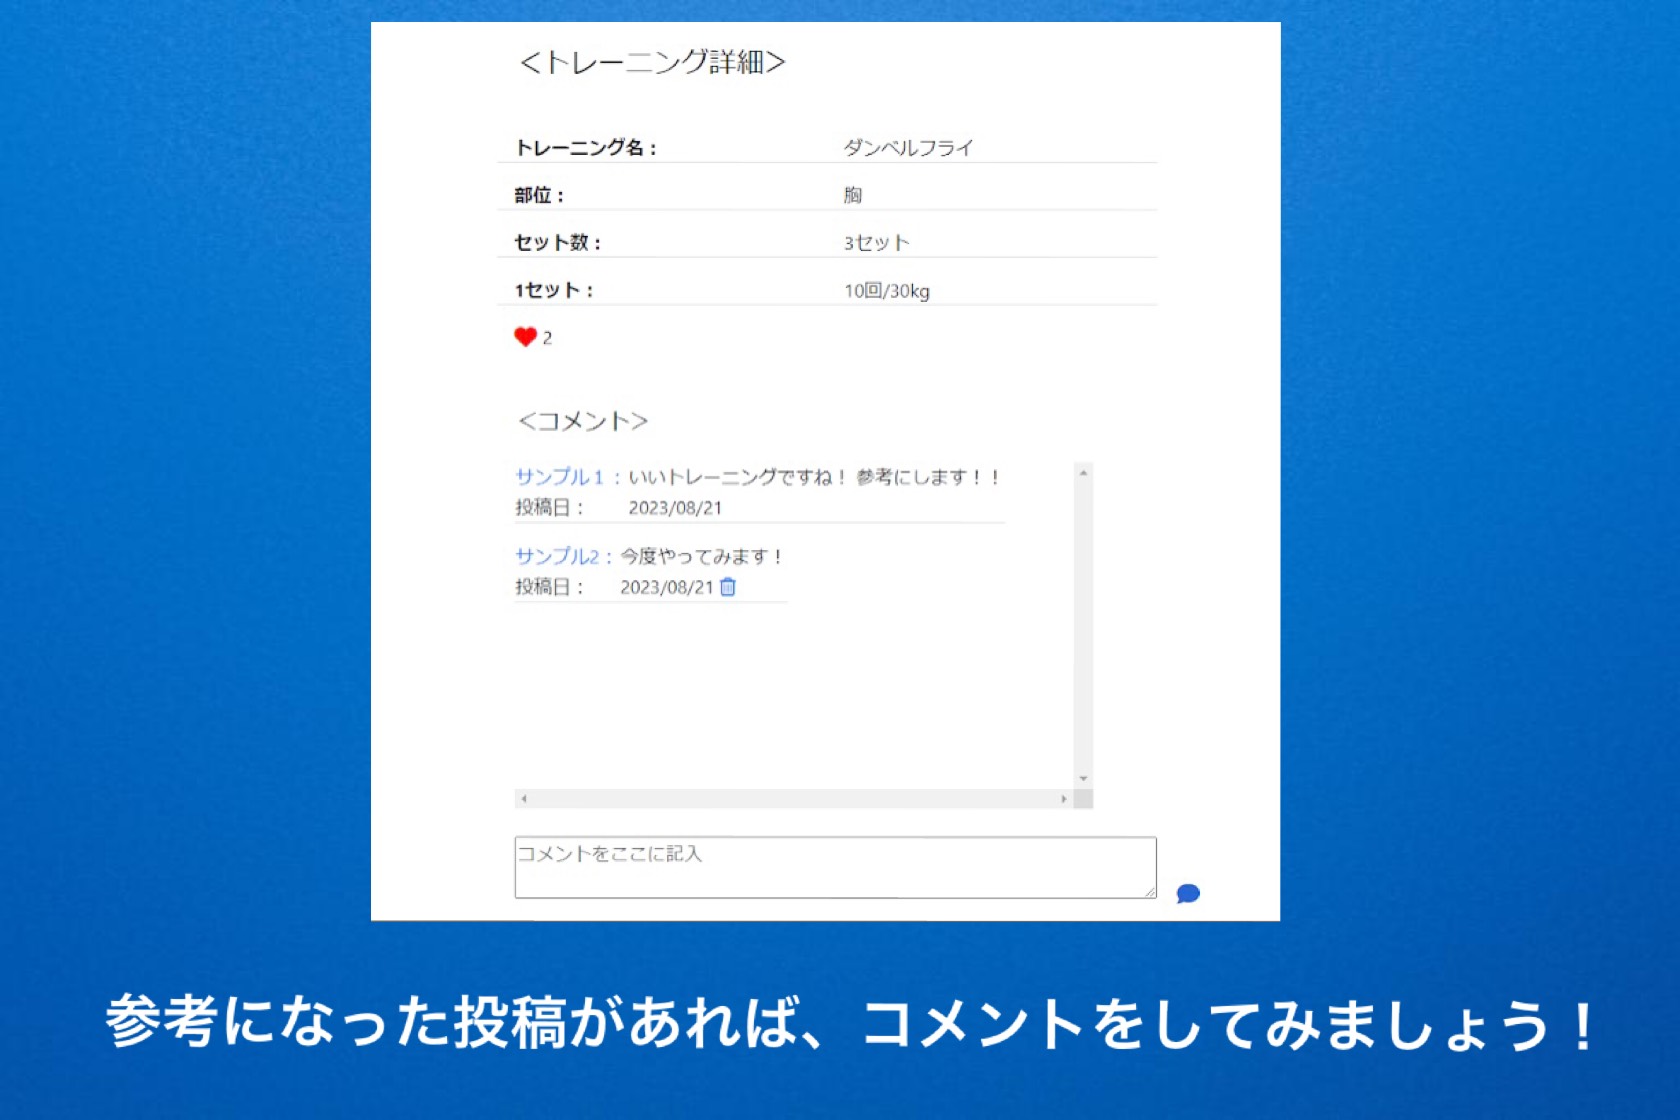 ＜トレーニング詳細＞
トレーニング名： ダンベルフライ
部位： 胸
セット数： 3セット
1セット： 10回/30kg
2
＜コメント＞
サンプル１：いいトレーニングですね！参考にします！！
投稿日： 2023/08/21
サンプル2：今度やってみます！
投稿日： 2023/08/21
コメントをここに記入
参考になった投稿があれば、コメントをしてみましょう！